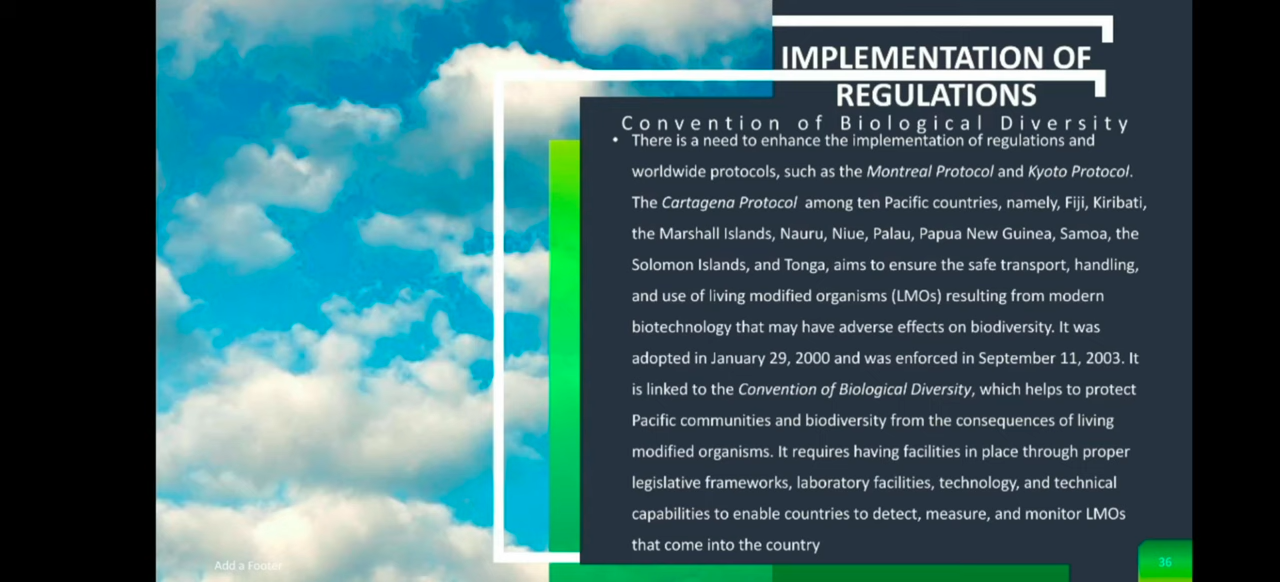 IMPLEMENTATION OF
REGULATIONS
Convention of Biological Diversity
• There is a need to enhance the implementation of regulations and
worldwide protocols, such as the Montreal Protocol and Kyoto Protocol.
The Cartagena Protocol among ten Pacific countries, namely, Fiji, Kiribati,
the Marshall Islands, Nauru, Niue, Palau, Papua New Guinea, Samoa, the
Solomon Islands, and Tonga, aims to ensure the safe transport, handling,
and use of living modified organisms (LMOs) resulting from modern
biotechnology that may have adverse effects on biodiversity. It was
adopted in January 29, 2000 and was enforced in September 11, 2003. It
is linked to the Convention of Biological Diversity, which helps to protect
Pacific communities and biodiversity from the consequences of living
modified organisms. It requires having facilities in place through proper
legislative frameworks, laboratory facilities, technology, and technical
capabilities to enable countries to detect, measure, and monitor LMOs
that come into the country
Add a Footer
36